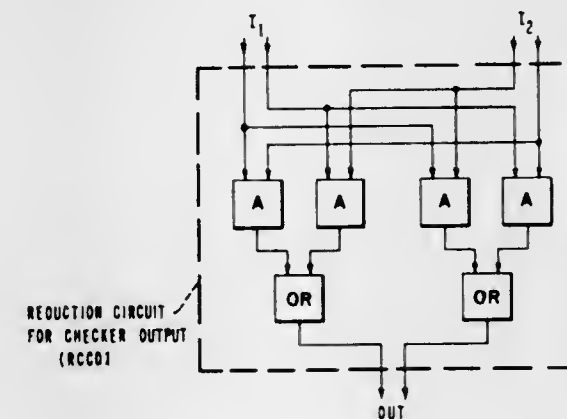 I1
I2
A
A
A
A
OR
OR
REDUCTION CIRCUIT
FOR CHECKER OUTPUT
(RCCO)
OUT